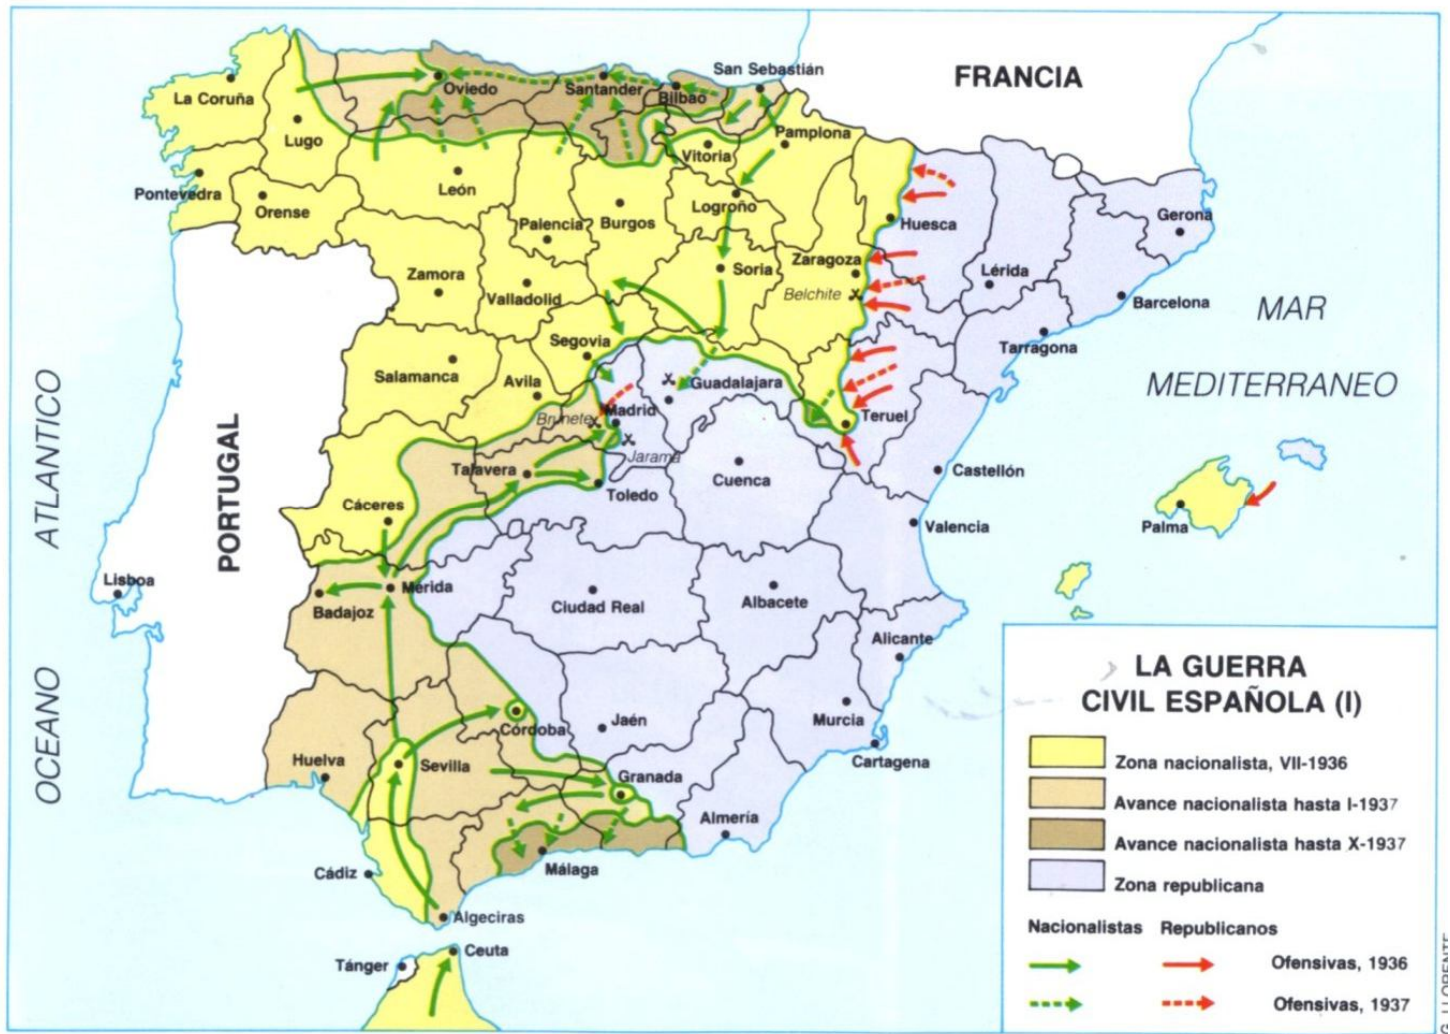 FRANCIA
San Sebastián
La Coruña
Oviedo
Santander
Bilbao
Lugo
Pamplona
Vitoria
Pontevedra
León
Orense
Palencia
Burgos
Logroño
Huesca
Gerona
Zamora
Valladolid
Soria
Zaragoza
Belchite
Lérida
Barcelona
MAR
MEDITERRANEO
Tarragona
Segovia
Salamanca
Avila
Guadalajara
Brunete
Madrid
Teruel
Jarama
ATLANTICO
PORTUGAL
Talavera
Toledo
Cuenca
Castellón
Cáceres
Valencia
Palma
Lisboa
Badajoz
Mérida
Ciudad Real
Albacete
Alicante
OCEANO
Córdoba
Jaén
Murcia
Cartagena
Huelva
Sevilla
Granada
Almería
Cádiz
Málaga
Algeciras
Tánger
Ceuta
LA GUERRA
CIVIL ESPAÑOLA (I)
Zona nacionalista, VII-1936
Avance nacionalista hasta I-1937
Avance nacionalista hasta X-1937
Zona republicana
Nacionalistas Republicanos
Ofensivas, 1936
Ofensivas, 1937
G. LLORENTE